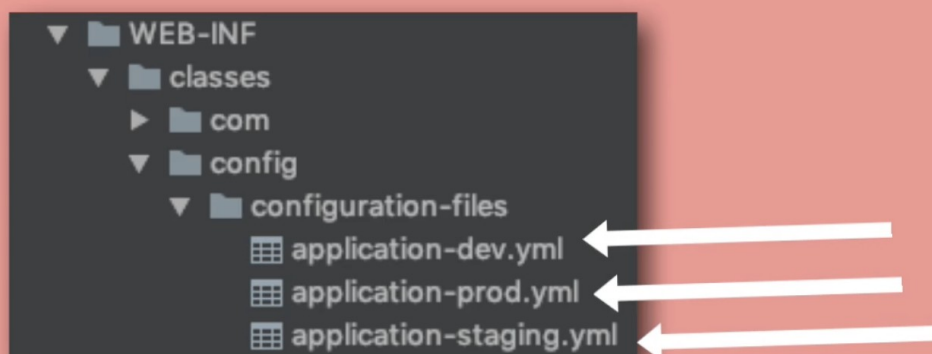 WEB-INF
classes
com
config
configuration-files
application-dev.yml
application-prod.yml
application-staging.yml